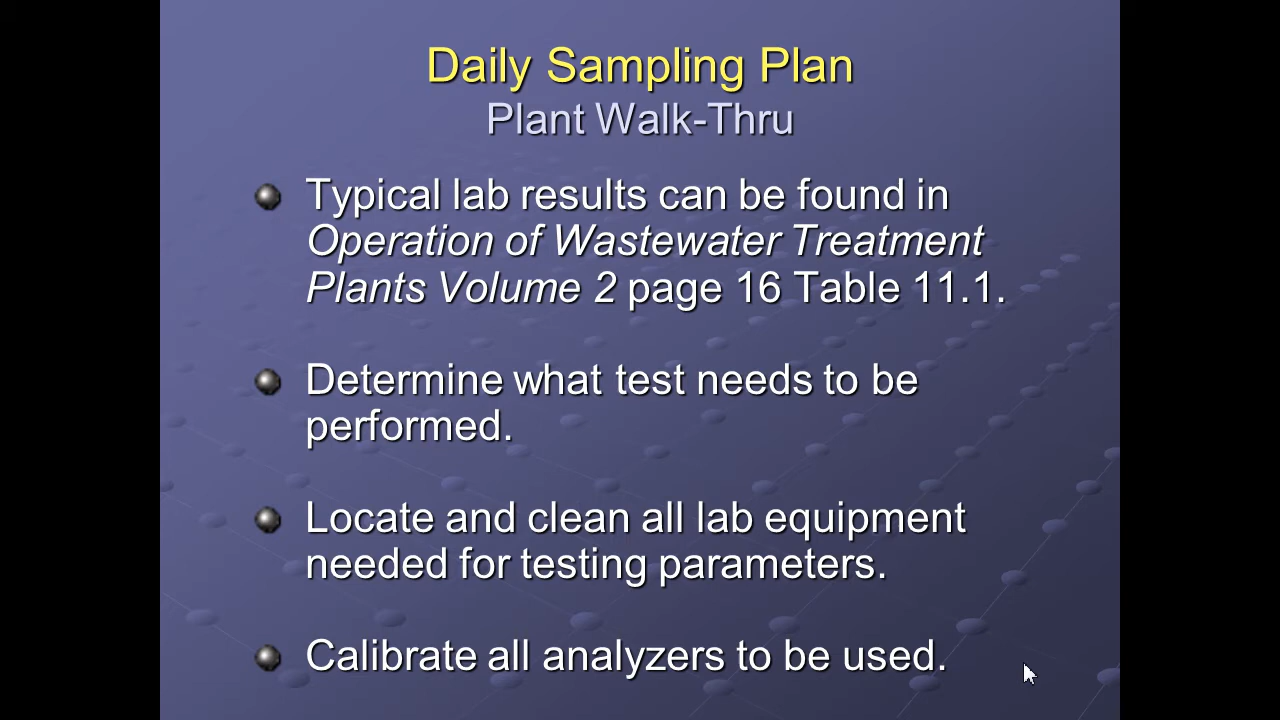 Daily Sampling Plan
Plant Walk-Thru
Typical lab results can be found in
Operation of Wastewater Treatment
Plants Volume 2 page 16 Table 11.1.
Determine what test needs to be
performed.
Locate and clean all lab equipment
needed for testing parameters.
Calibrate all analyzers to be used.